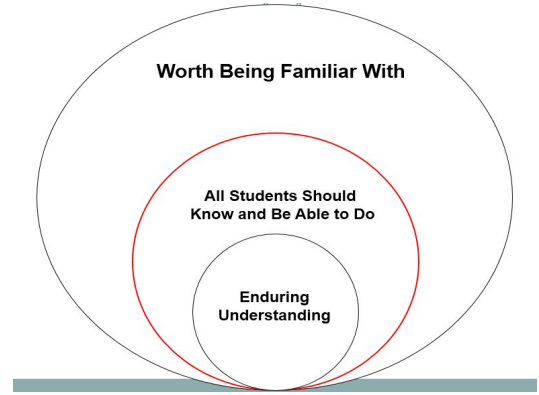 Worth Being Familiar With
All Students Should
Know and Be Able to Do
Enduring
Understanding